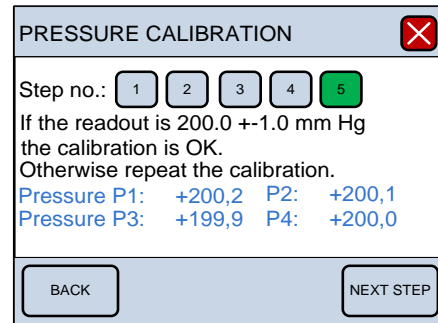 PRESSURE CALIBRATION
Step no.: 1 2 3 4 5
If the readout is 200.0 +-1.0 mm Hg
the calibration is OK.
Otherwise repeat the calibration.
Pressure P1: +200,2 P2: +200,1
Pressure P3: +199,9 P4: +200,0
BACK NEXT STEP